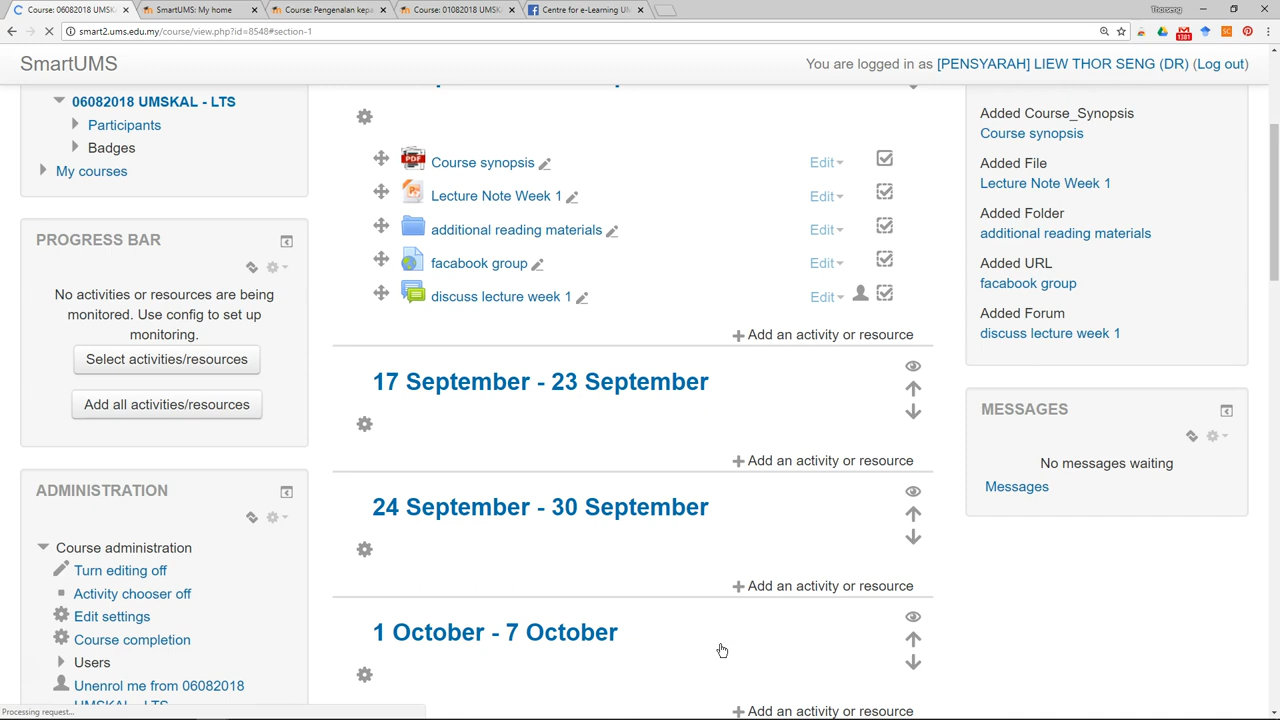 Course: 06082018 UMSK
SmartUMS: My home
Course: Pengenalan kepa
Course: 01082018 UMSK
Centre for e-Learning UM
Thorseng
smart2.ums.edu.my/course/view.php?id=8548#section-1
1381
SmartUMS
You are logged in as [PENSYARAH] LIEW THOR SENG (DR) (Log out)
06082018 UMSKAL - LTS
Participants
Badges
My courses
PROGRESS BAR
No activities or resources are being
monitored. Use config to set up
monitoring.
Select activities/resources
Add all activities/resources
ADMINISTRATION
Course administration
Turn editing off
Activity chooser off
Edit settings
Course completion
Users
Unenrol me from 06082018
UMSKAL - LTS
Processing request...
PDF
Course synopsis
Edit
Lecture Note Week 1
Edit
additional reading materials
Edit
facabook group
Edit
discuss lecture week 1
Edit
Add an activity or resource
17 September - 23 September
Add an activity or resource
24 September - 30 September
Add an activity or resource
1 October - 7 October
Add an activity or resource
Added Course_Synopsis
Course synopsis
Added File
Lecture Note Week 1
Added Folder
additional reading materials
Added URL
facabook group
Added Forum
discuss lecture week 1
MESSAGES
No messages waiting
Messages